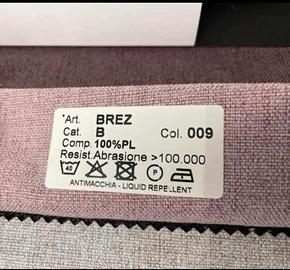 *Art. BREZ
Cat. B Col. 009
Comp. 100%PL
Resist.Abrasione >100.000
40 P
ANTIMACCHIA - LIQUID REPELLENT